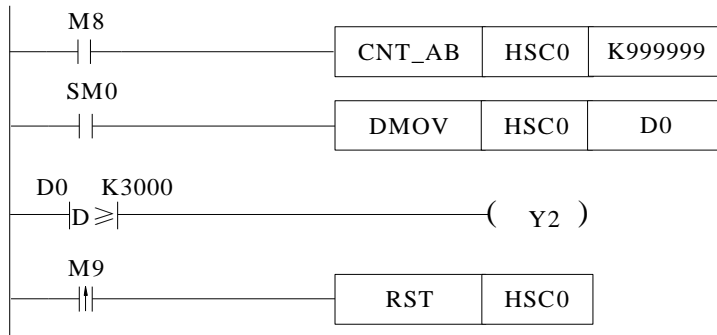 M8
CNT_AB HSC0 K999999
SM0
DMOV HSC0 D0
D0 K3000
D≥
( Y2 )
M9
RST HSC0